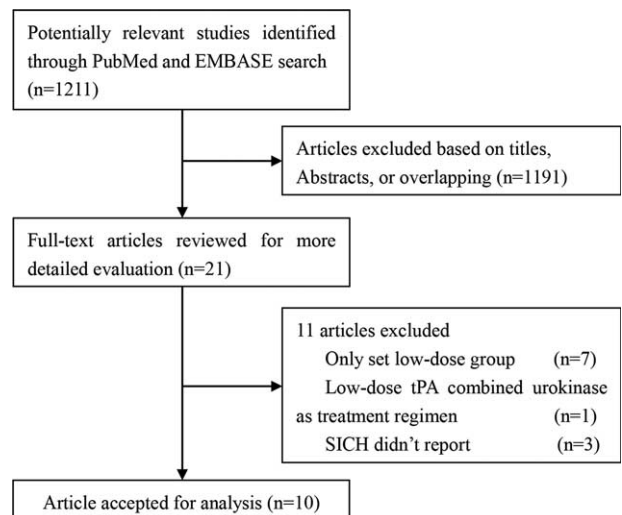 Potentially relevant studies identified
through PubMed and EMBASE search
(n=1211)
Articles excluded based on titles,
Abstracts, or overlapping (n=1191)
Full-text articles reviewed for more
detailed evaluation (n=21)
11 articles excluded
Only set low-dose group (n=7)
Low-dose tPA combined urokinase
as treatment regimen (n=1)
SICH didn't report (n=3)
Article accepted for analysis (n=10)